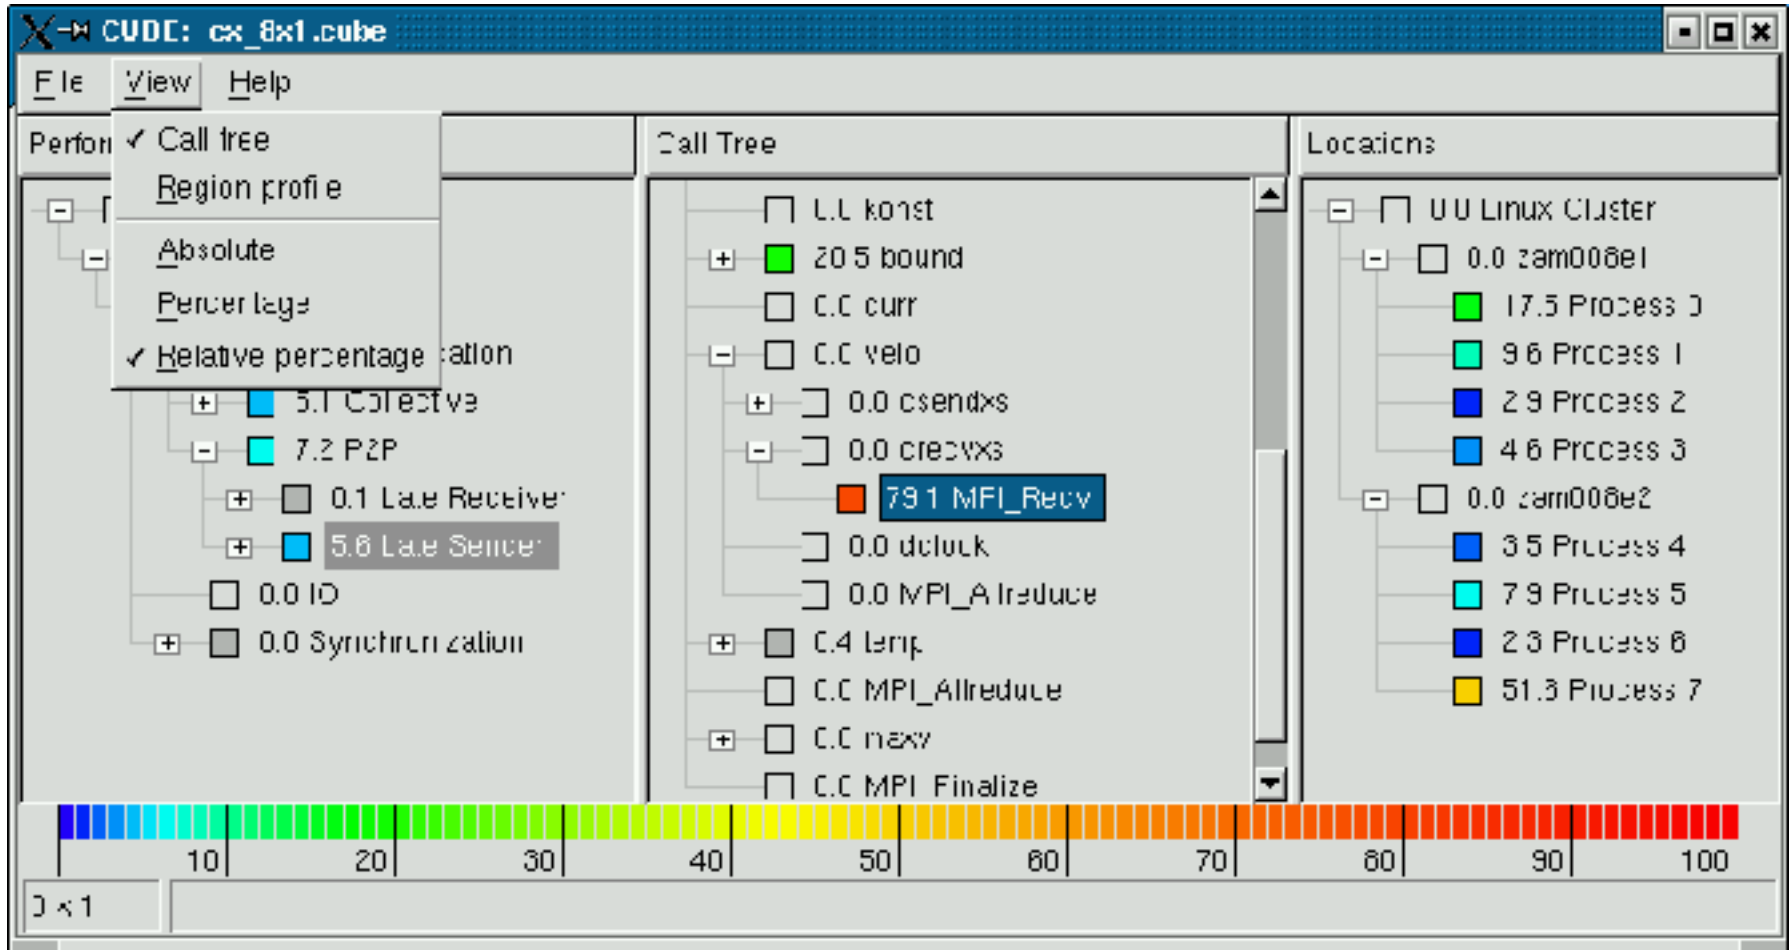 CUBE: cx_8x1.cube
File View Help
Call tree
Region profile
Absolute
Percentage
Relative percentage
Call Tree
Locations
5.1 Collective
7.2 P2P
0.1 Late Receiver
5.6 Late Sender
0.0 IO
0.0 Synchronization
0.0 konst
20.5 bound
0.0 curr
0.0 velo
0.0 csendxs
0.0 crecvxs
79.1 MPI_Recv
0.0 dclock
0.0 MPI_Allreduce
0.4 temp
0.0 MPI_Allreduce
0.0 maxv
0.0 MPI_Finalize
0.0 Linux Cluster
0.0 zam008e1
17.5 Process 0
9.6 Process 1
2.9 Process 2
4.6 Process 3
0.0 zam008e2
3.5 Process 4
7.9 Process 5
Process 6
Process 7
10 20 30 40 50 60 70 80 90 100